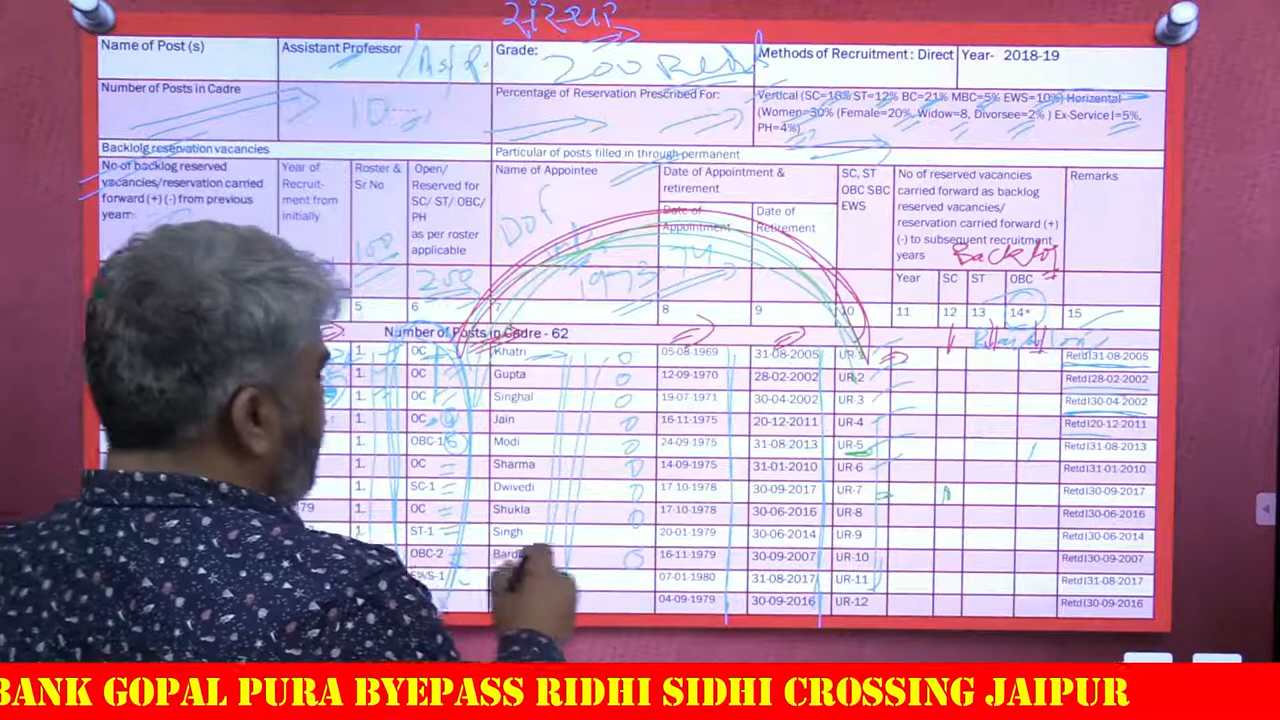 रजिस्टर
Name of Post (s) Assistant Professor / As/ P. Grade: 200 Methods of Recruitment : Direct Year- 2018-19
Number of Posts in Cadre 10 Percentage of Reservation Prescribed For: Vertical (SC=16% ST=12% BC=21% MBC=5% EWS=10%) Horizontal
(Women=30% (Female=20%, Widow=8, Divorsee=2% ) Ex-Service I=5%,
PH=4%)
Backlolg reservation vacancies Particular of posts filled in through permanent
No of backlog reserved
vacancies/reservation carried
forward (+) (-) from previous
years
Year of
Recruit-
ment from
initially
Roster &
Sr No
100
Open/
Reserved for
SC/ ST/ OBC/
PH
as per roster
applicable
200
Name of Appointee
1973-74
Date of Appointment &
retirement
Date of
Appointment
Date of
Retirement
SC, ST
OBC SBC
EWS
No of reserved vacancies
carried forward as backlog
reserved vacancies/
reservation carried forward (+)
(-) to subsequent recruitment
years Backlog
Remarks
Year SC ST OBC
5 6 7 8 9 10 11 12 13 14* 15
Number of Posts in Cadre - 62
1. OC Khatri 05-08-1969 31-08-2005 UR-1 Retd I 31-08-2005
1. OC Gupta 12-09-1970 28-02-2002 UR-2 Retd I 28-02-2002
1. OC Singhal 19-07-1971 30-04-2002 UR-3 Retd I 30-04-2002
1. OC Jain 16-11-1975 20-12-2011 UR-4 Retd I 20-12-2011
1. OBC-1 Modi 24-09-1975 31-08-2013 UR-5 Retd I 31-08-2013
1. OC Sharma 14-09-1975 31-01-2010 UR-6 Retd I 31-01-2010
1. SC-1 Dwivedi 17 10-1978 30-09-2017 UR-7 Retd I 30-09-2017
79 1. OC Shukla 17-10-1978 30-06-2016 UR-8 Retd I 30-06-2016
1. ST-1 Singh 20-01-1979 30-06-2014 UR-9 Retd I 30-06-2014
OBC-2 16-11-1979 30-09-2007 UR-10 Retd I 30-09-2007
EWS-1 07-01-1980 31-08-2017 UR-11 Retd I 31-08-2017
04-09-1979 30-09-2016 UR-12 Retd I 30-09-2016
BANK GOPAL PURA BYEPASS RIDHI SIDHI CROSSING JAIPUR